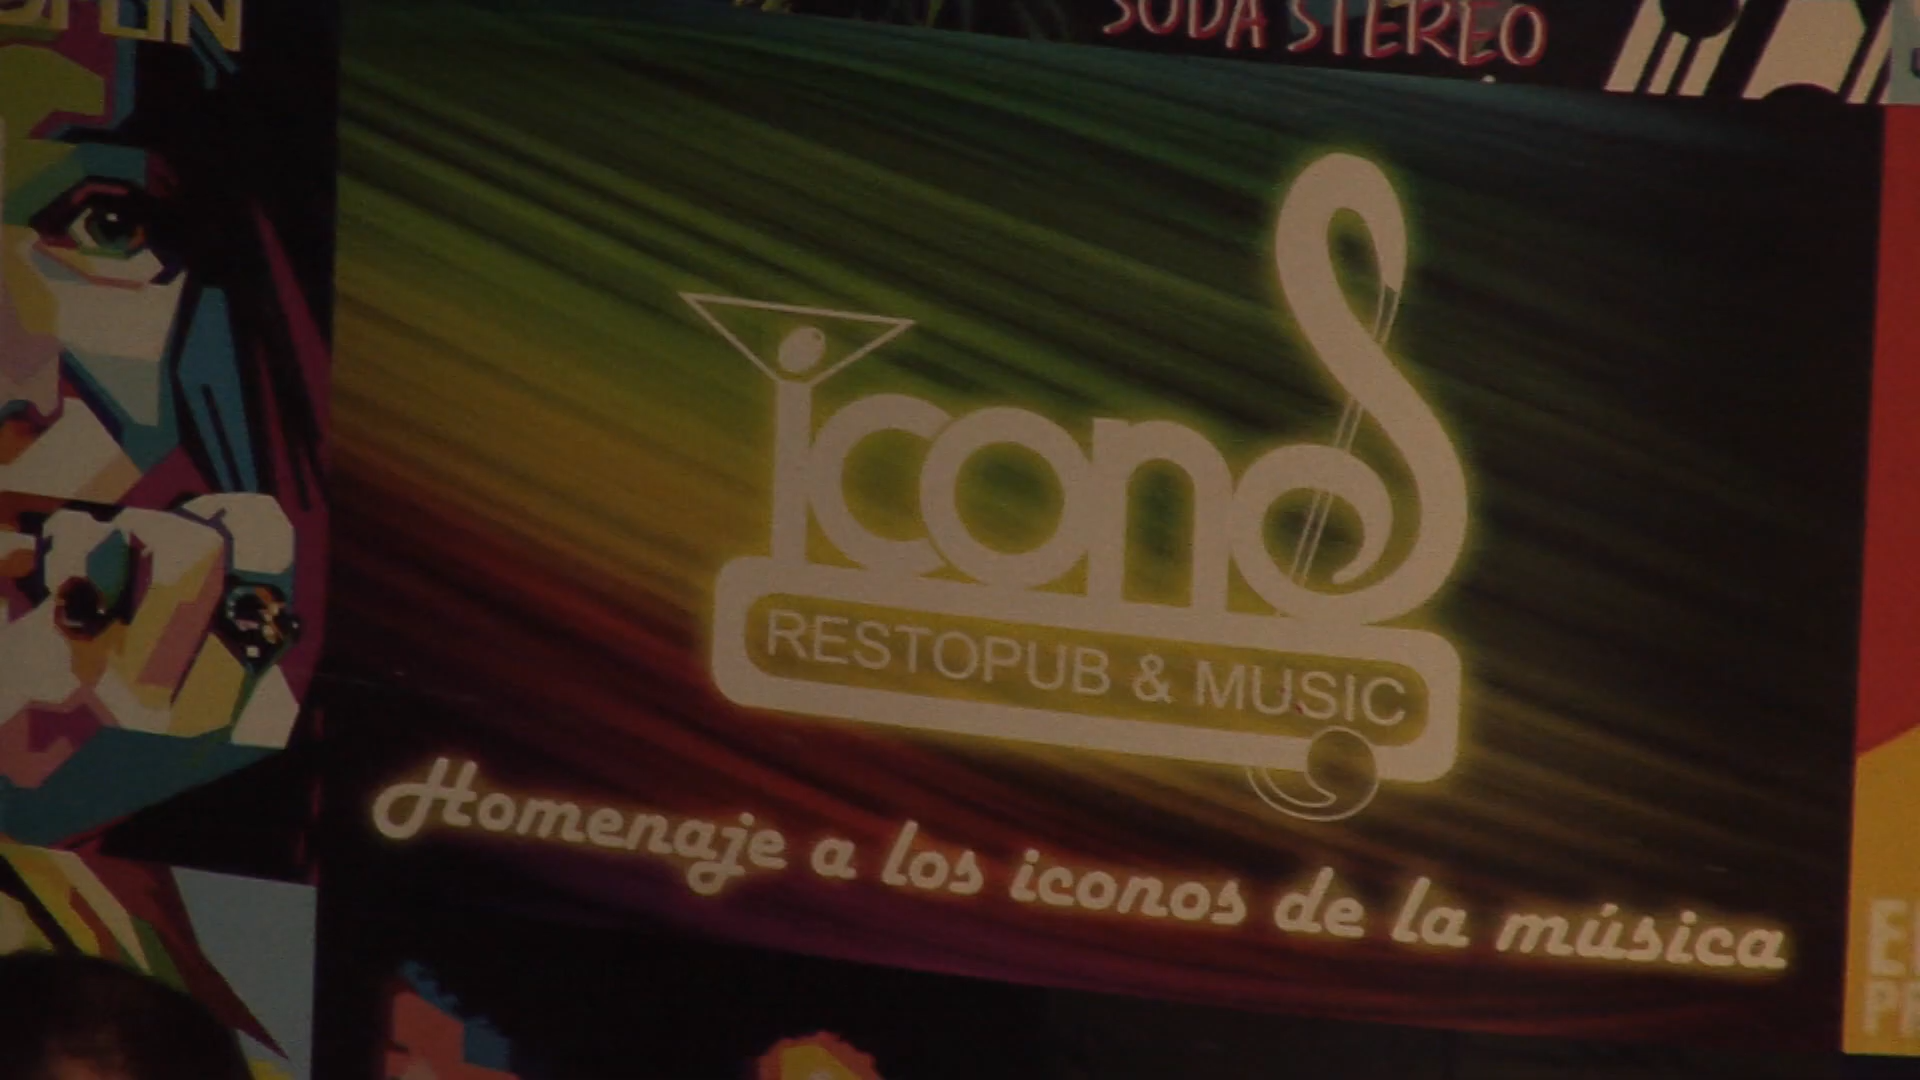 SODA STEREO
iconos
RESTOPUB & MUSIC
Homenaje a los iconos de la música